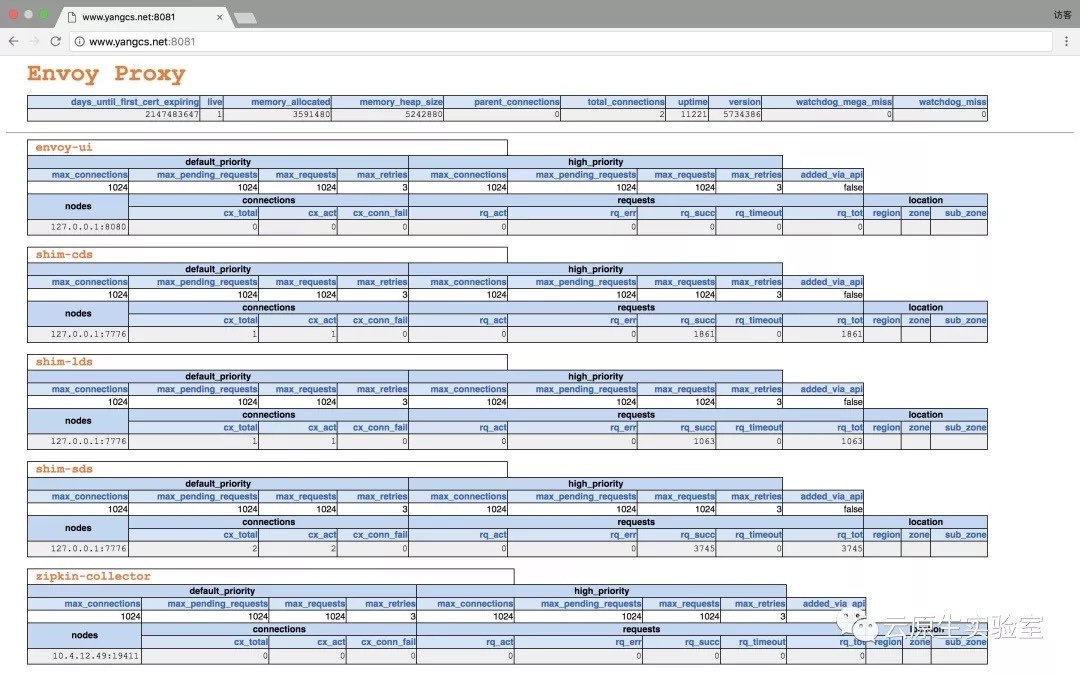 www.yangcs.net:8081
访客
www.yangcs.net:8081
Envoy Proxy
days_until_first_cert_expiring live memory_allocated memory_heap_size parent_connections total_connections uptime version watchdog_mega_miss watchdog_miss
2147483647 1 3591480 5242880 0 2 11221 5734386 0 0
envoy-ui
default_priority high_priority
max_connections max_pending_requests max_requests max_retries max_connections max_pending_requests max_requests max_retries added_via_api
1024 1024 1024 3 1024 1024 1024 3 false
nodes connections requests location
cx_total cx_act cx_conn_fail rq_act rq_err rq_succ rq_timeout rq_tot region zone sub_zone
127.0.0.1:8080 0 0 0 0 0 0 0 0
shim-cds
default_priority high_priority
max_connections max_pending_requests max_requests max_retries max_connections max_pending_requests max_requests max_retries added_via_api
1024 1024 1024 3 1024 1024 1024 3 false
nodes connections requests location
cx_total cx_act cx_conn_fail rq_act rq_err rq_succ rq_timeout rq_tot region zone sub_zone
127.0.0.1:7776 1 1 0 0 0 1861 0 1861
shim-lds
default_priority high_priority
max_connections max_pending_requests max_requests max_retries max_connections max_pending_requests max_requests max_retries added_via_api
1024 1024 1024 3 1024 1024 1024 3 false
nodes connections requests location
cx_total cx_act cx_conn_fail rq_act rq_err rq_succ rq_timeout rq_tot region zone sub_zone
127.0.0.1:7776 1 1 0 0 0 1063 0 1063
shim-sds
default_priority high_priority
max_connections max_pending_requests max_requests max_retries max_connections max_pending_requests max_requests max_retries added_via_api
1024 1024 1024 3 1024 1024 1024 3 false
nodes connections requests location
cx_total cx_act cx_conn_fail rq_act rq_err rq_succ rq_timeout rq_tot region zone sub_zone
127.0.0.1:7776 2 2 0 0 0 3745 0 3745
zipkin-collector
default_priority high_priority
max_connections max_pending_requests max_requests max_retries max_connections max_pending_requests max_requests max_retries added_via_api
1024 1024 1024 3 1024 1024 1024 3
云原生实验室
nodes connections requests
cx_total cx_act cx_conn_fail rq_act rq_err rq_succ rq_timeout rq_tot region zone sub_zone
10.4.12.49:19411 0 0 0 0 0 0 0 0